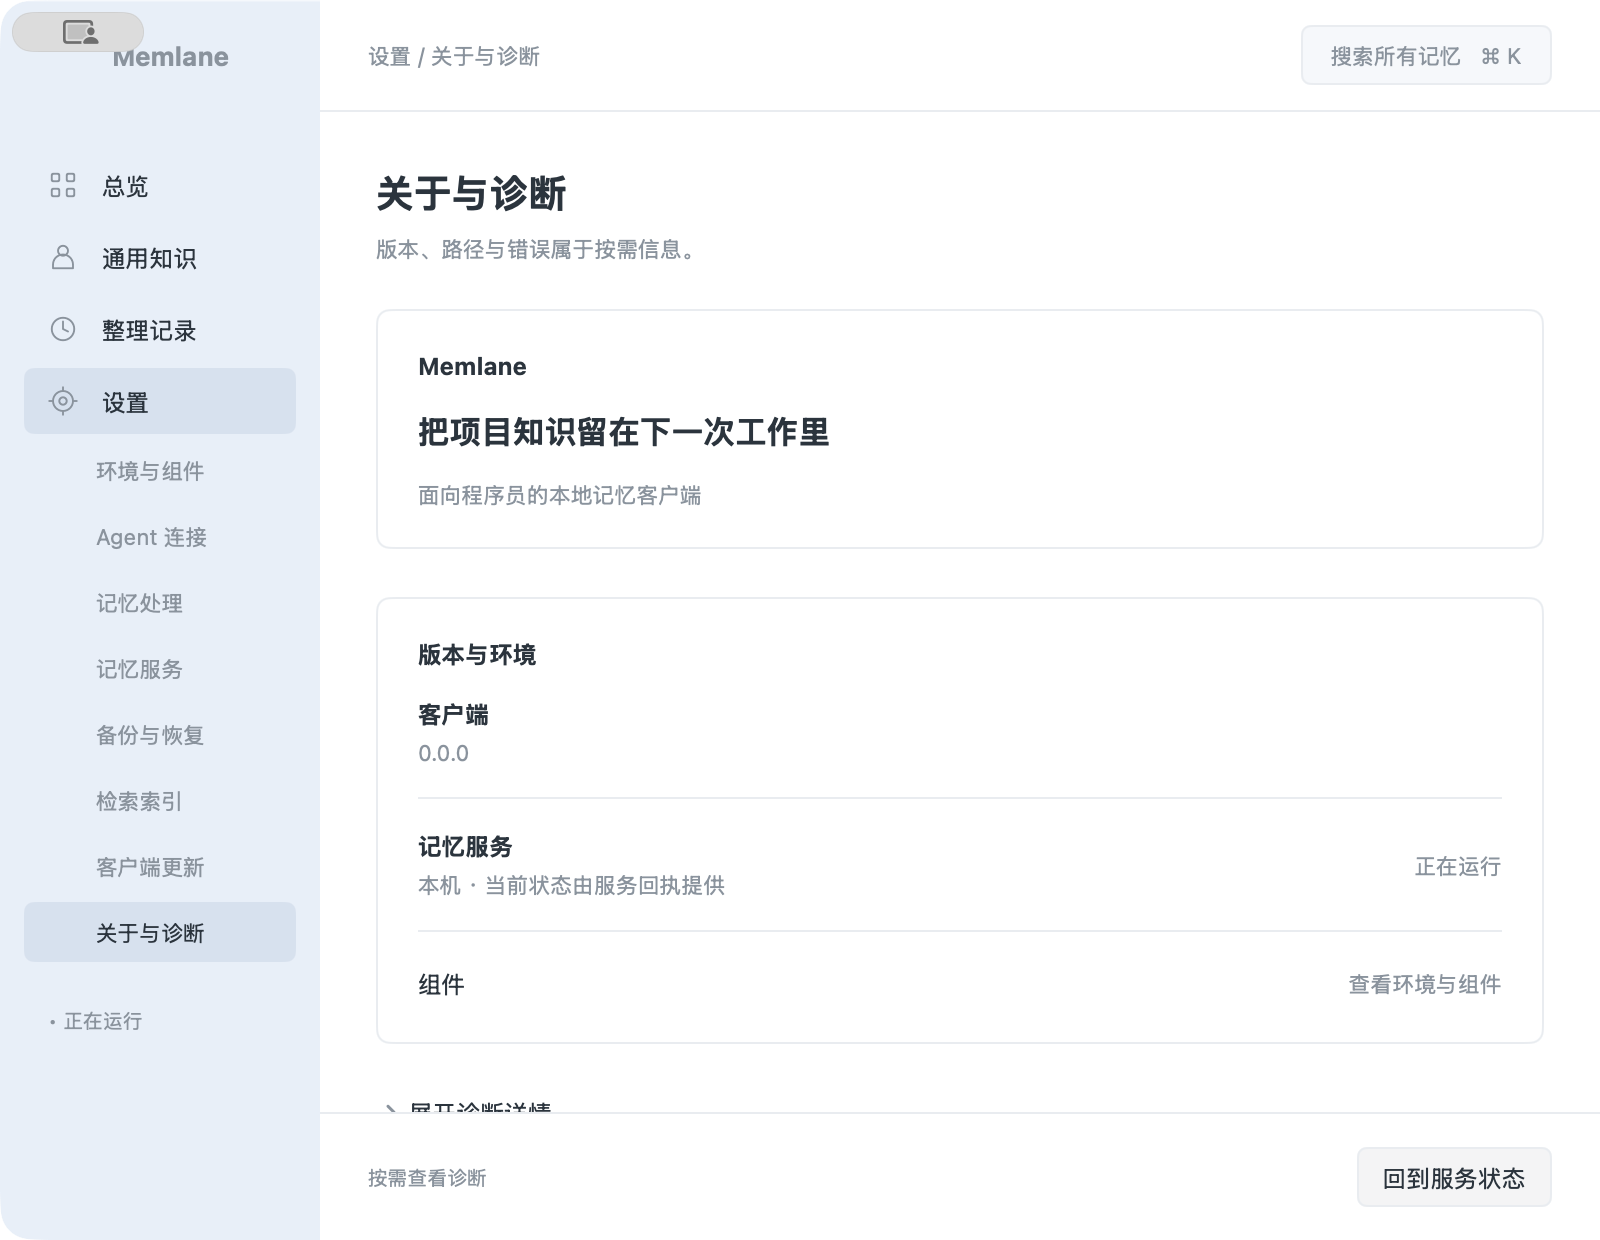 Memlane
总览
通用知识
整理记录
设置
环境与组件
Agent 连接
记忆处理
记忆服务
备份与恢复
检索索引
客户端更新
关于与诊断
• 正在运行
设置 / 关于与诊断
搜索所有记忆 ⌘ K
关于与诊断
版本、路径与错误属于按需信息。
Memlane
把项目知识留在下一次工作里
面向程序员的本地记忆客户端
版本与环境
客户端
0.0.0
记忆服务
本机 · 当前状态由服务回执提供
正在运行
组件
查看环境与组件
展开诊断详情
按需查看诊断
回到服务状态